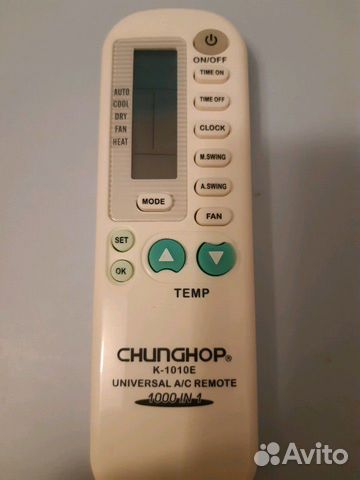 ON/OFF
TIME ON
AUTO
COOL
DRY
FAN
HEAT
TIME OFF
CLOCK
M.SWING
A.SWING
MODE
FAN
SET
OK
TEMP
CHUNGHOP®
K-1010E
UNIVERSAL A/C REMOTE
1000 IN 1
Avito